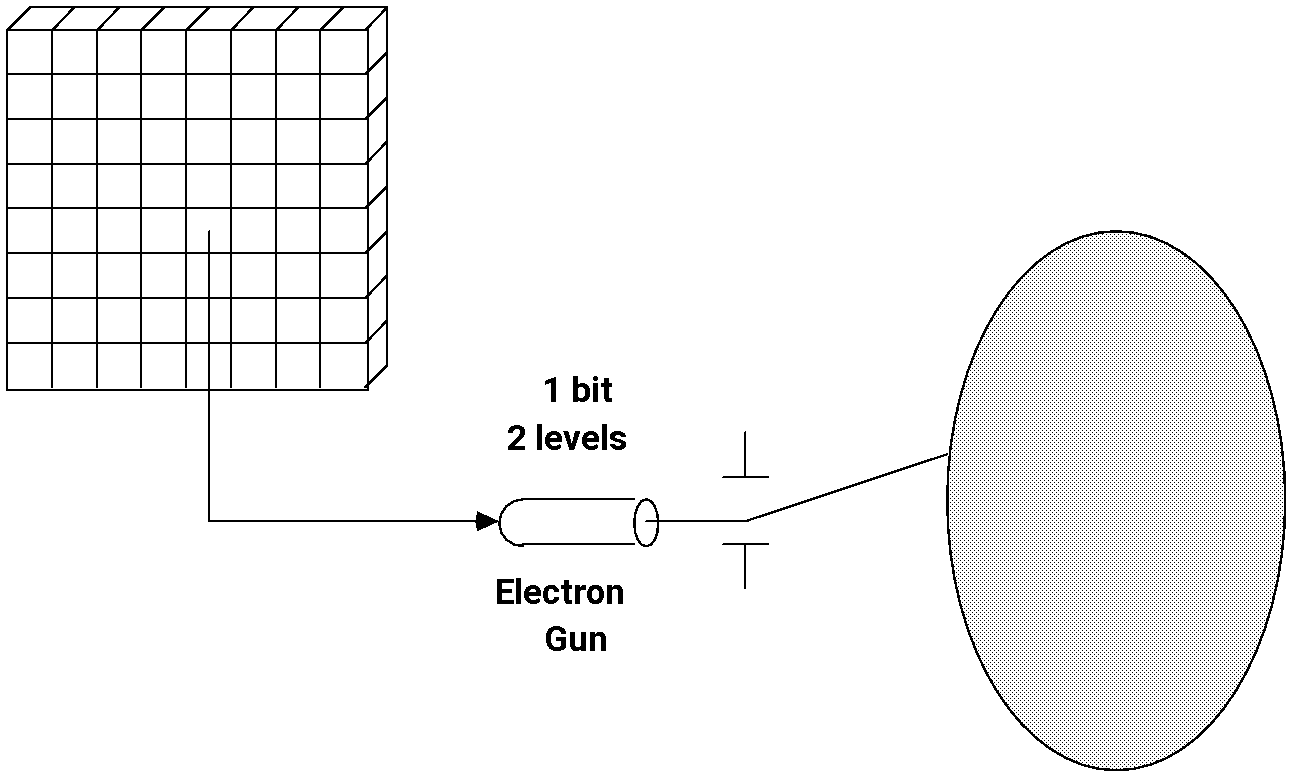 1 bit
2 levels
Electron
Gun